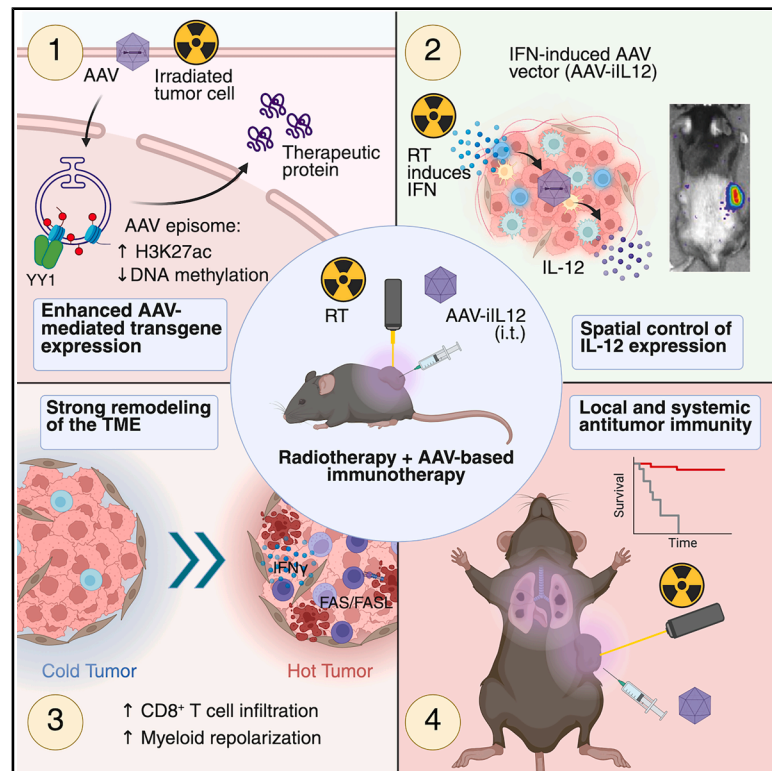 1
AAV
Irradiated
tumor cell
Therapeutic
protein
YY1
AAV episome:
↑ H3K27ac
↓DNA methylation
Enhanced AAV-
mediated transgene
expression
2
IFN-induced AAV
vector (AAV-iIL12)
RT
induces
IFN
IL-12
Spatial control of
IL-12 expression
RT
AAV-iIL12
(i.t.)
Radiotherapy + AAV-based
immunotherapy
Strong remodeling
of the TME
IFNγ
FAS/FASL
Cold Tumor
Hot Tumor
3
↑ CD8⁺ T cell infiltration
↑ Myeloid repolarization
Local and systemic
antitumor immunity
Survival
Time
4